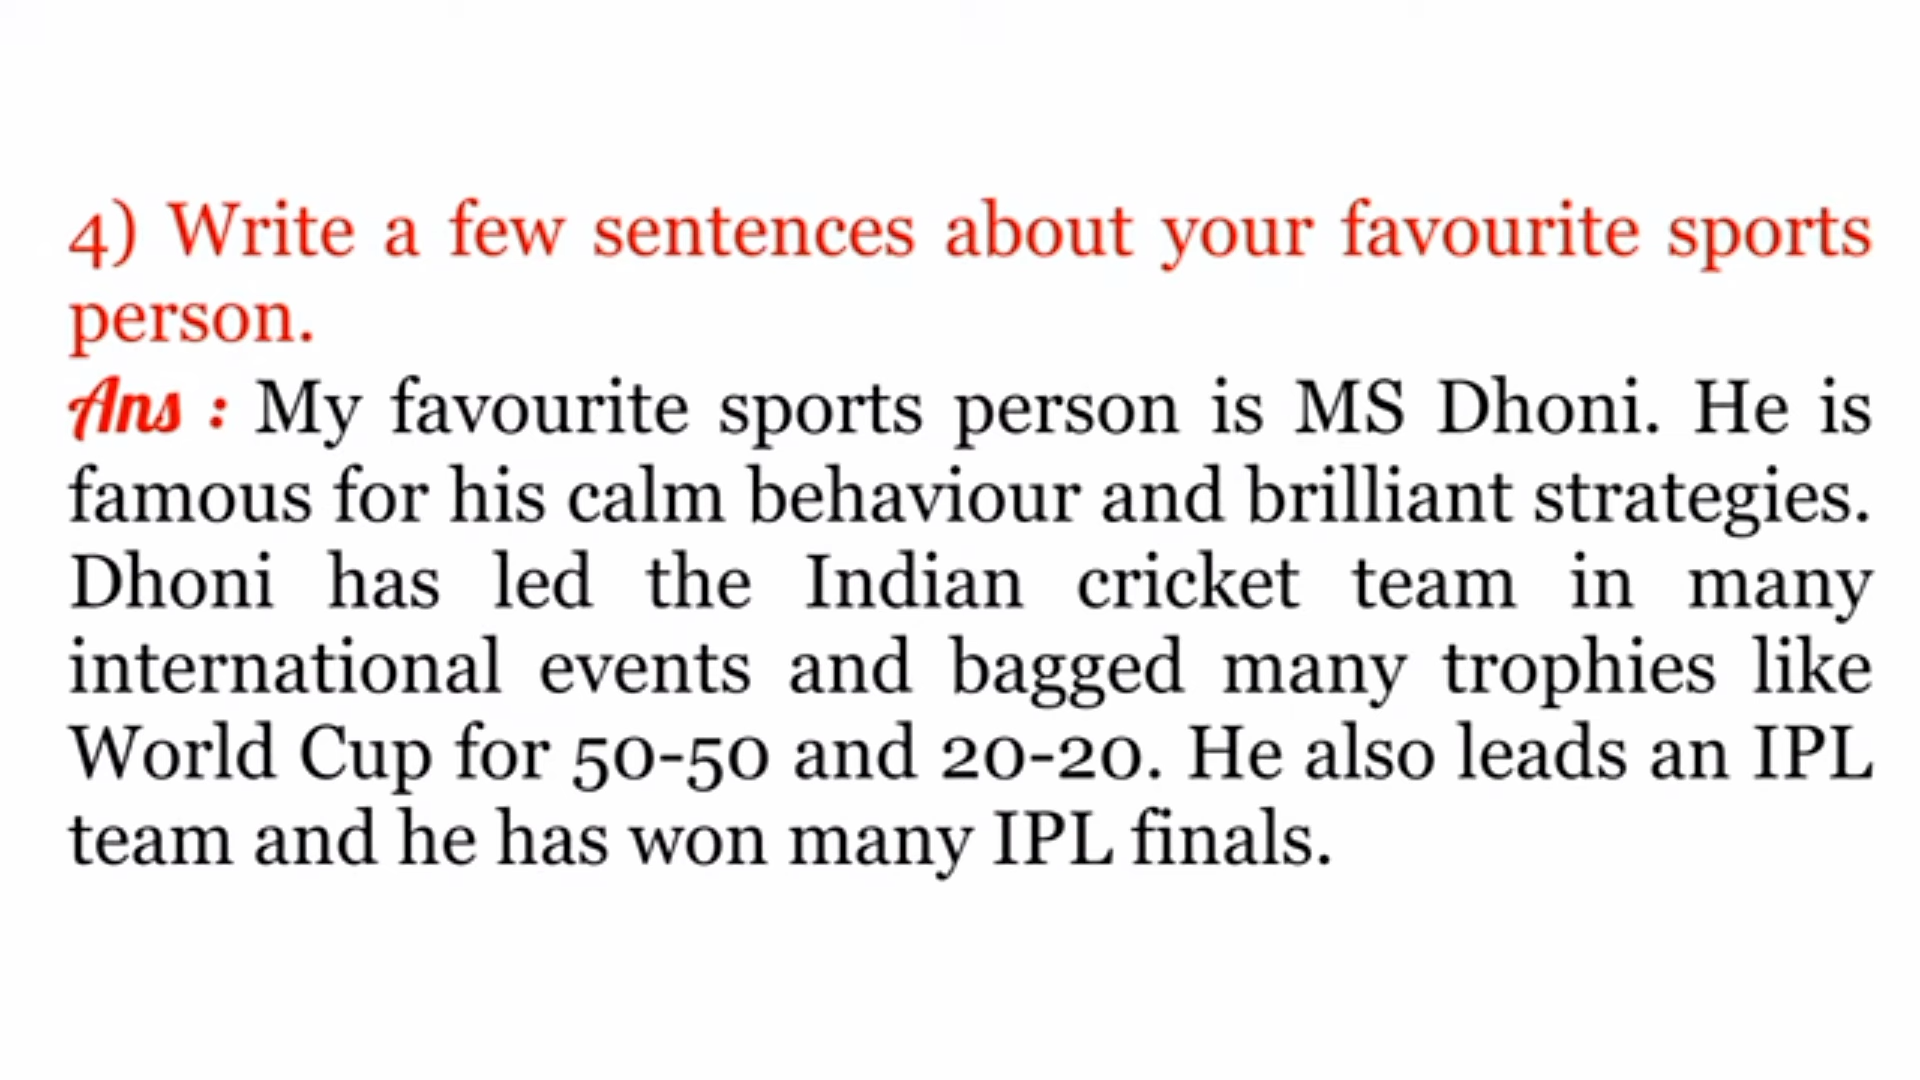 4) Write a few sentences about your favourite sports
person.
Ans : My favourite sports person is MS Dhoni. He is
famous for his calm behaviour and brilliant strategies.
Dhoni has led the Indian cricket team in many
international events and bagged many trophies like
World Cup for 50-50 and 20-20. He also leads an IPL
team and he has won many IPL finals.